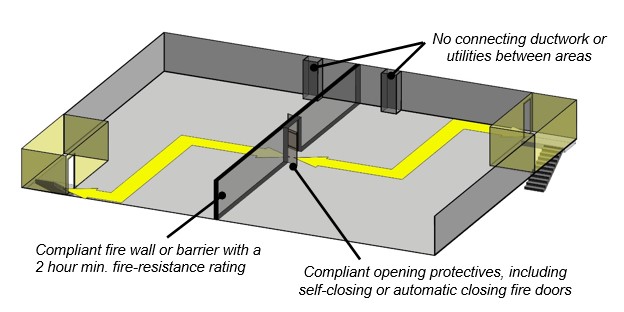 No connecting ductwork or
utilities between areas
Compliant fire wall or barrier with a
2 hour min. fire-resistance rating
Compliant opening protectives, including
self-closing or automatic closing fire doors